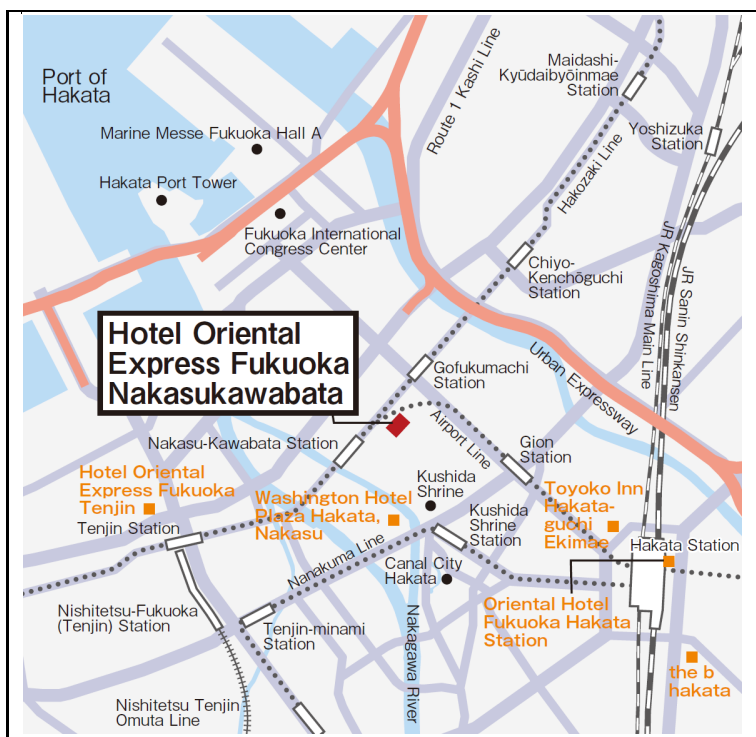 Port of
Hakata
Marine Messe Fukuoka Hall A
Hakata Port Tower
Fukuoka International
Congress Center
Route 1 Kashi Line
Maidashi-
Kyūdaibyōinmae
Station
Yoshizuka
Station
Hakozaki Line
Chiyo-
Kenchōguchi
Station
JR Kagoshima Main Line
JR Sanin Shinkansen
Urban Expressway
Hotel Oriental
Express Fukuoka
Nakasukawabata
Gofukumachi
Station
Airport Line
Nakasu-Kawabata Station
Gion
Station
Hotel Oriental
Express Fukuoka
Tenjin
Tenjin Station
Washington Hotel
Plaza Hakata,
Nakasu
Kushida
Shrine
Kushida
Shrine
Station
Toyoko Inn
Hakata-
guchi
Ekimae
Hakata Station
Nanakuma Line
Canal City
Hakata
Oriental Hotel
Fukuoka Hakata
Station
Nishitetsu-Fukuoka
(Tenjin) Station
Tenjin-minami
Station
Nakagawa River
the b
hakata
Nishitetsu Tenjin
Omuta Line